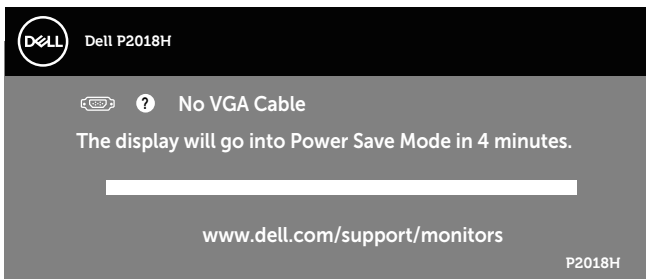 DELL
Dell P2018H
? No VGA Cable
The display will go into Power Save Mode in 4 minutes.
www.dell.com/support/monitors
P2018H